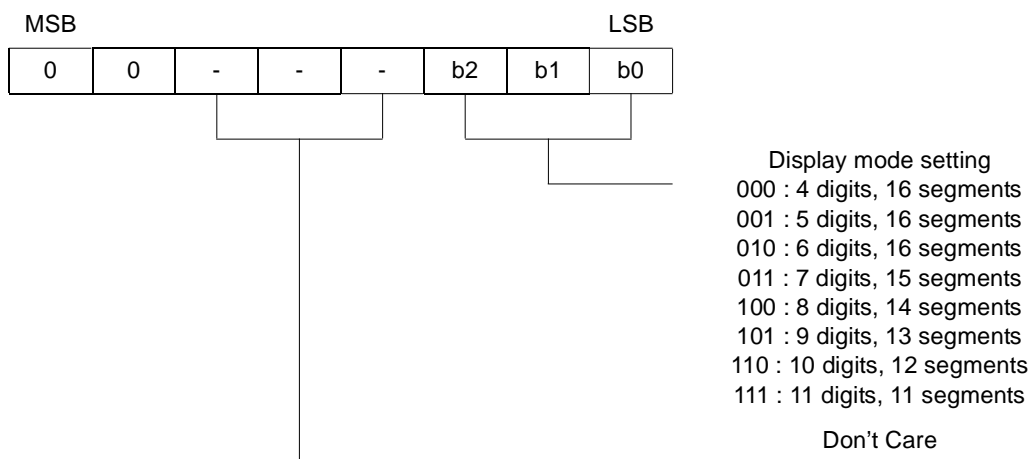 MSB LSB
0 0 - - - b2 b1 b0
Display mode setting
000 : 4 digits, 16 segments
001 : 5 digits, 16 segments
010 : 6 digits, 16 segments
011 : 7 digits, 15 segments
100 : 8 digits, 14 segments
101 : 9 digits, 13 segments
110 : 10 digits, 12 segments
111 : 11 digits, 11 segments
Don't Care